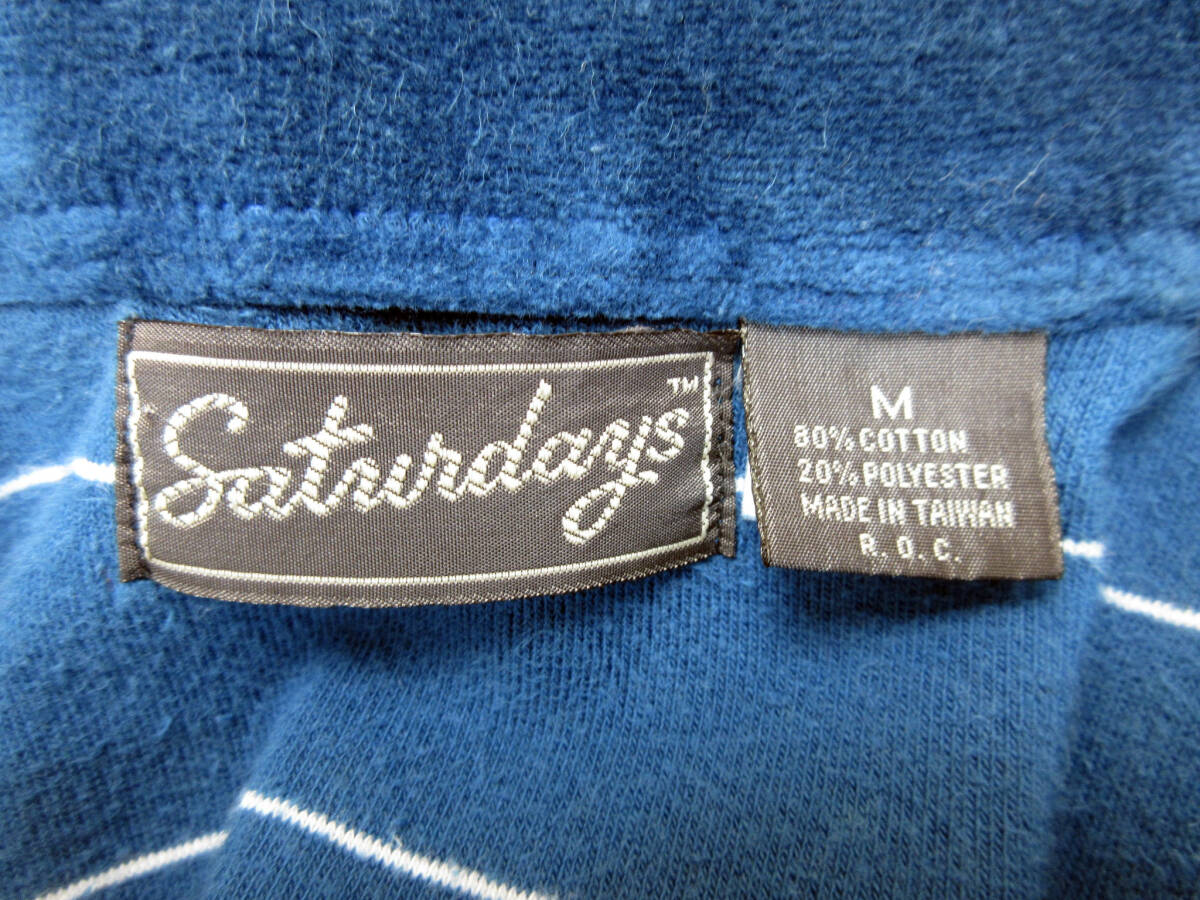 Saturdays™
M
80% COTTON
20% POLYESTER
MADE IN TAIWAN
R.O.C.